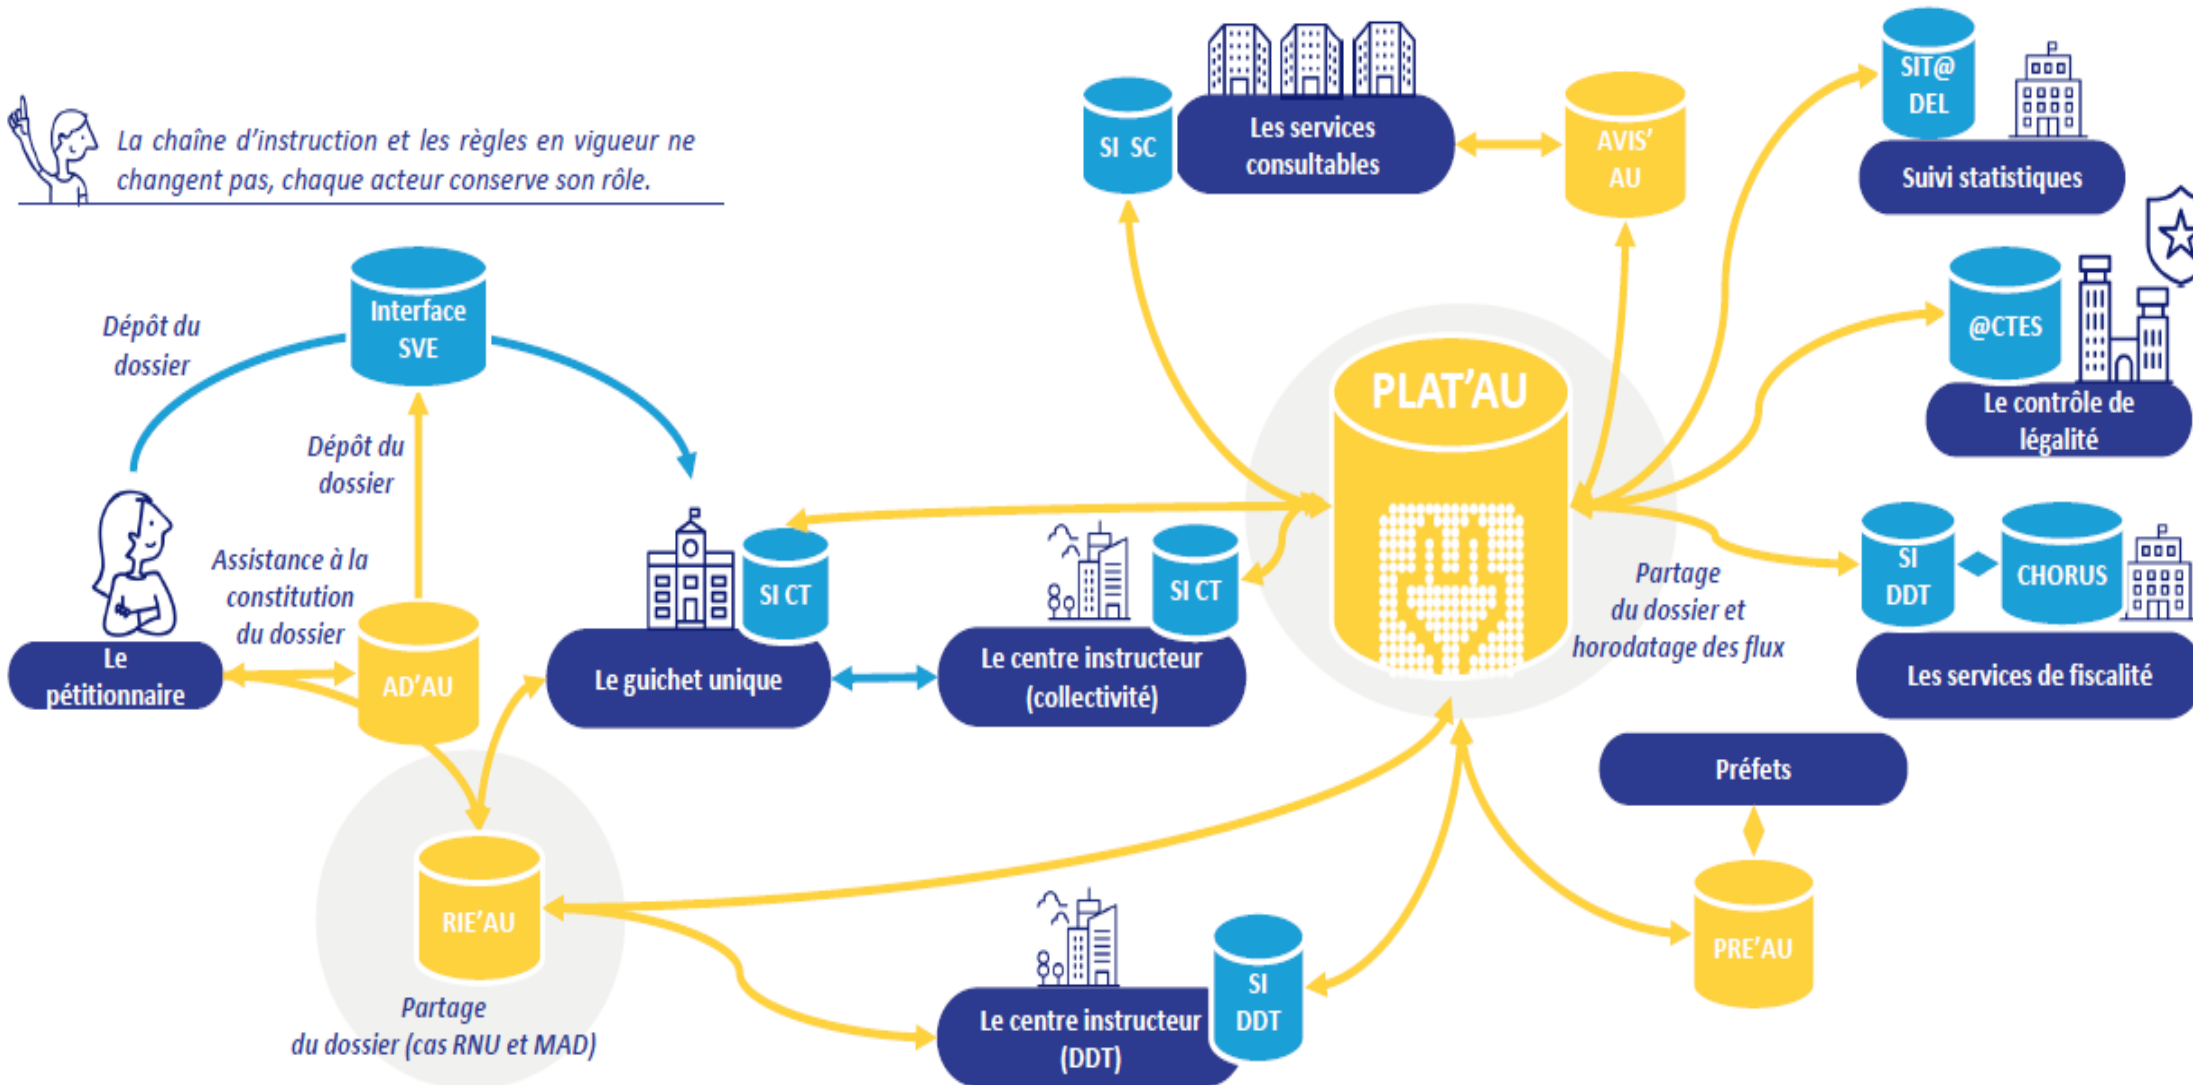 La chaîne d'instruction et les règles en vigueur ne
changent pas, chaque acteur conserve son rôle.
SI SC
Les services
consultables
AVIS'
AU
SIT@
DEL
Suivi statistiques
@CTES
Le contrôle de
légalité
Interface
SVE
Dépôt du
dossier
Dépôt du
dossier
Assistance à la
constitution
du dossier
Le
pétitionnaire
AD'AU
SI CT
Le guichet unique
SI CT
Le centre instructeur
(collectivité)
PLAT'AU
Partage
du dossier et
horodatage des flux
SI
DDT
CHORUS
Les services de fiscalité
Préfets
PRE'AU
RIE'AU
Partage
du dossier (cas RNU et MAD)
Le centre instructeur
(DDT)
SI
DDT